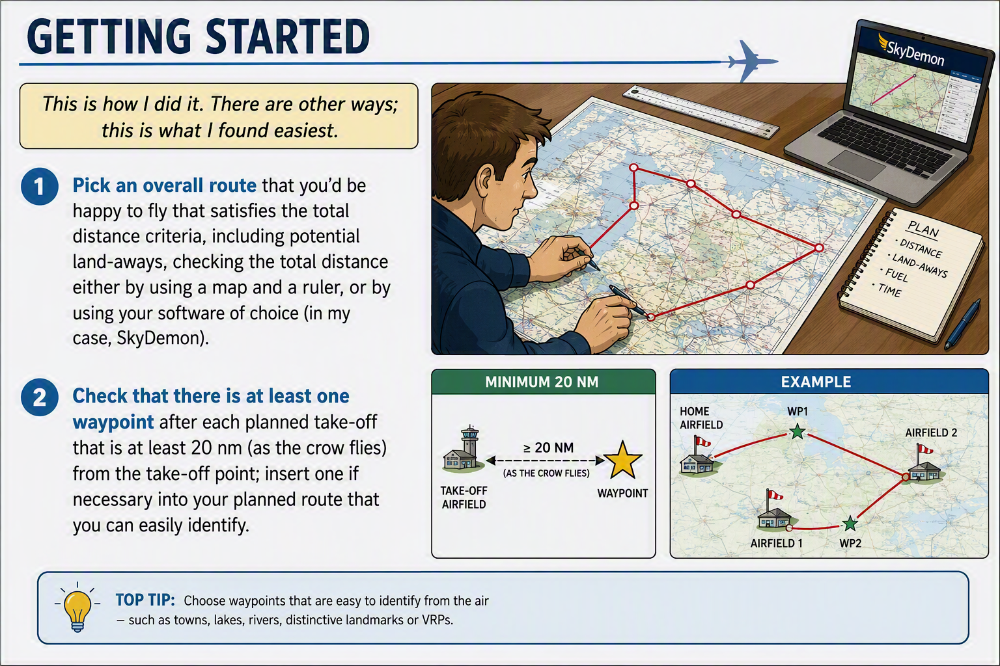 GETTING STARTED
SkyDemon
This is how I did it. There are other ways;
this is what I found easiest.
1
Pick an overall route that you’d be
happy to fly that satisfies the total
distance criteria, including potential
land-aways, checking the total distance
either by using a map and a ruler, or by
using your software of choice (in my
case, SkyDemon).
PLAN
· DISTANCE
· LAND-AWAYS
· FUEL
· TIME
2
Check that there is at least one
waypoint after each planned take-off
that is at least 20 nm (as the crow flies)
from the take-off point; insert one if
necessary into your planned route that
you can easily identify.
MINIMUM 20 NM
≥ 20 NM
(AS THE CROW FLIES)
TAKE-OFF
AIRFIELD
WAYPOINT
EXAMPLE
HOME
AIRFIELD
WP1
AIRFIELD 2
AIRFIELD 1
WP2
TOP TIP: Choose waypoints that are easy to identify from the air
– such as towns, lakes, rivers, distinctive landmarks or VRPs.